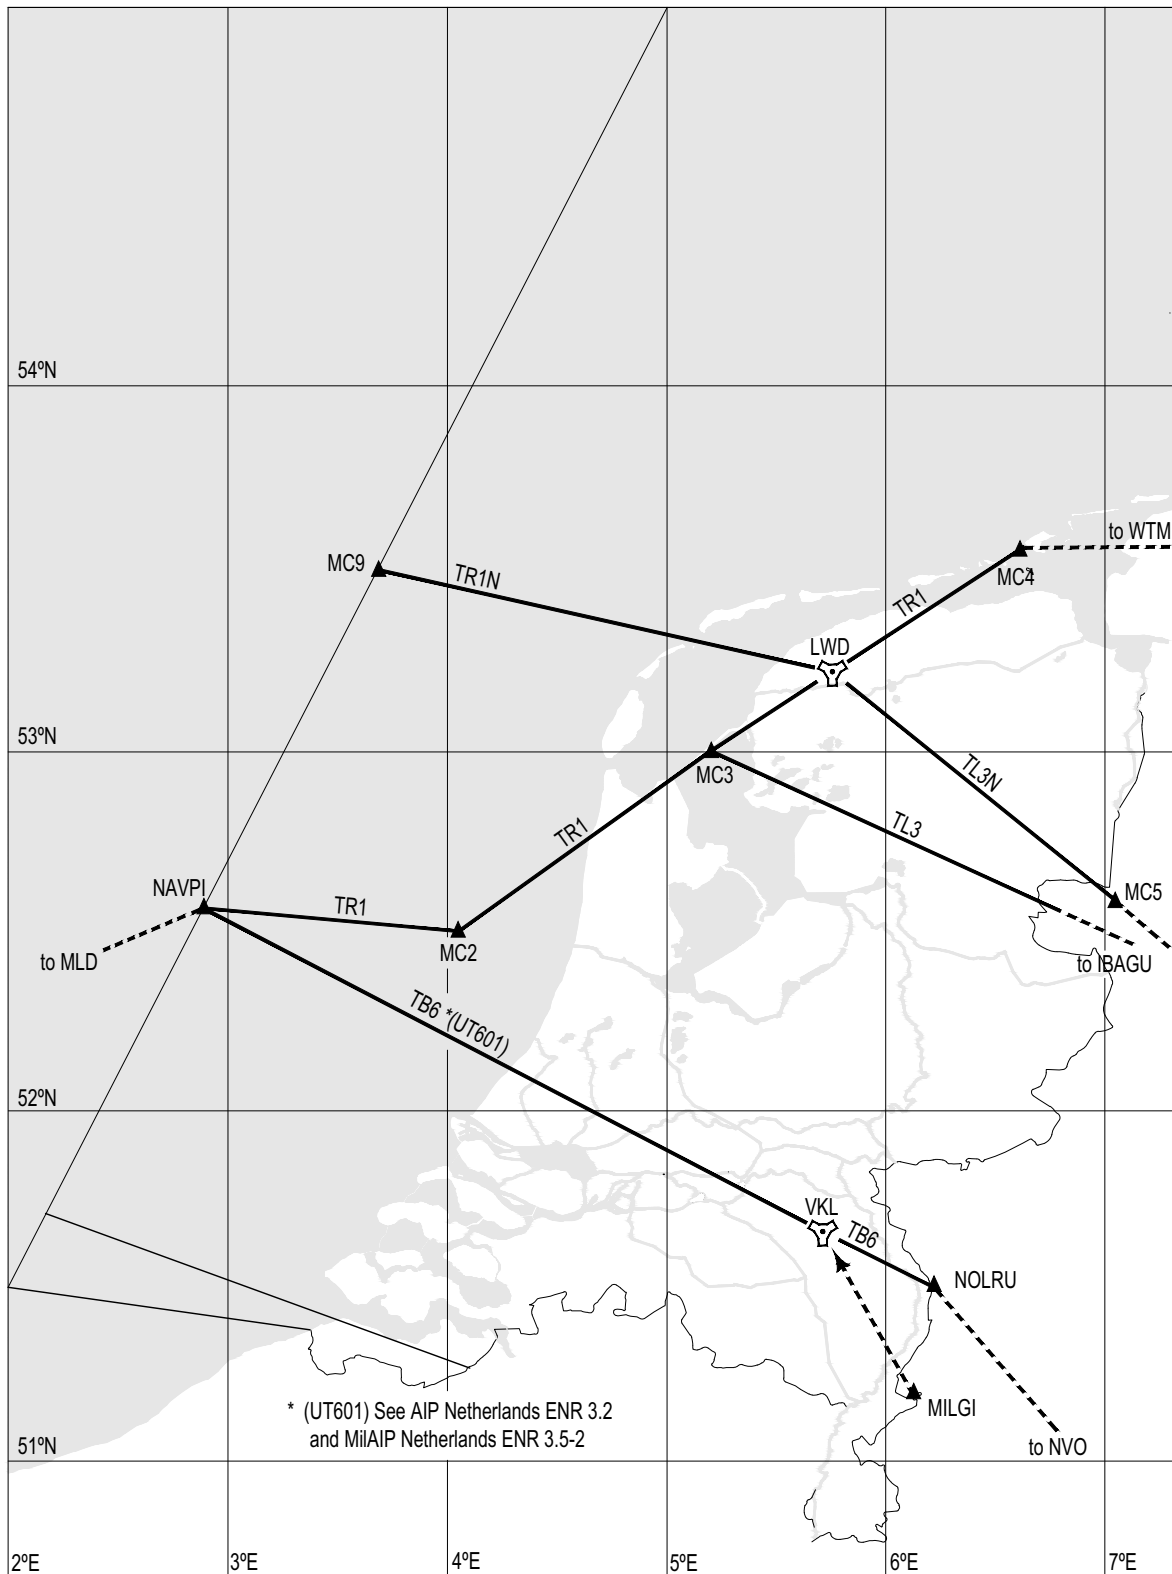 54ºN
to WTM
MC9
TR1N
MC4
TR1
LWD
53ºN
MC3
TL3N
TR1
TL3
NAVPI
MC5
TR1
to MLD
MC2
to IBAGU
TB6 *(UT601)
52ºN
VKL
TB6
NOLRU
* (UT601) See AIP Netherlands ENR 3.2
and MilAIP Netherlands ENR 3.5-2
MILGI
to NVO
51ºN
2ºE
3ºE
4ºE
5ºE
6ºE
7ºE